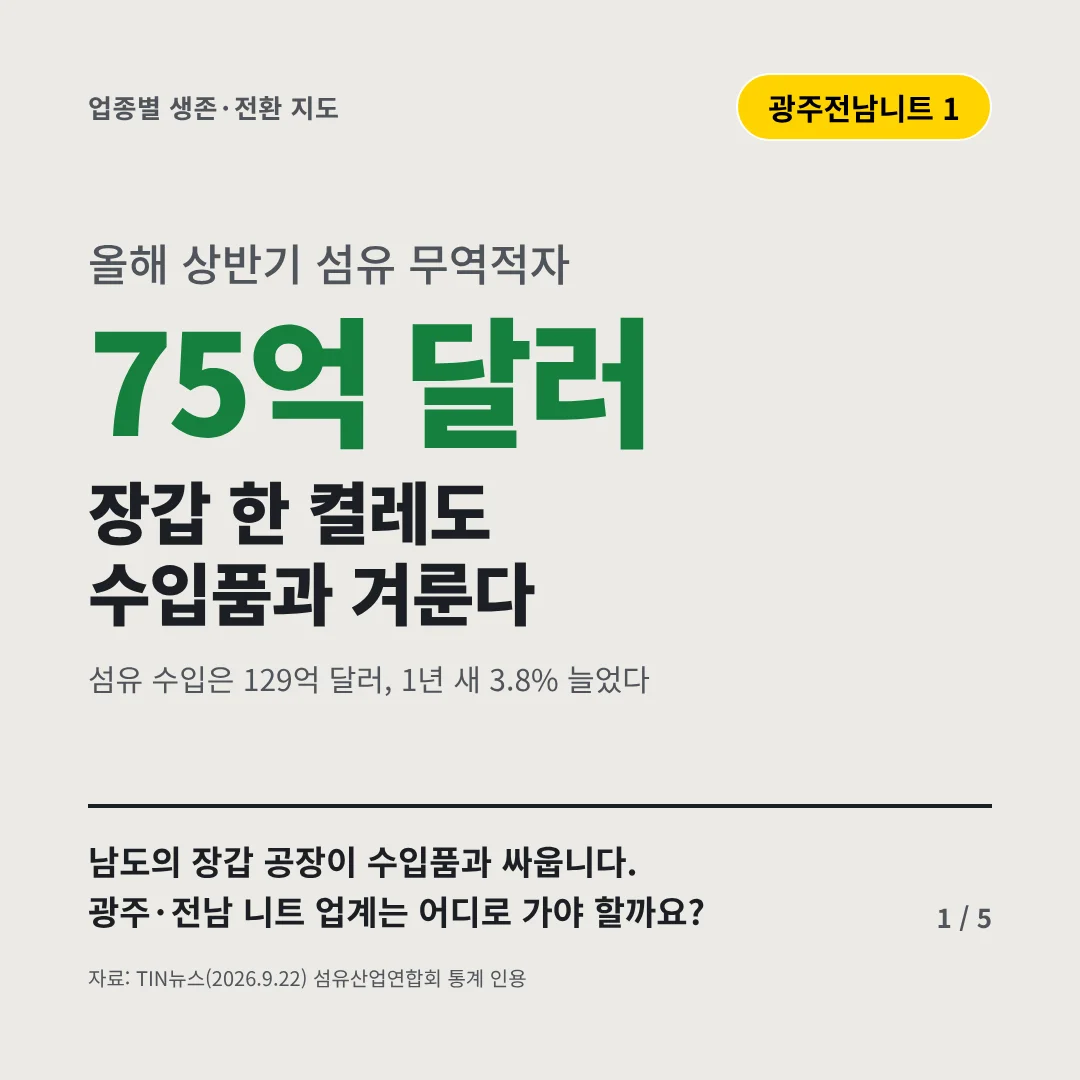 업종별 생존·전환 지도
광주전남니트 1
올해 상반기 섬유 무역적자
75억 달러
장갑 한 켤레도
수입품과 겨룬다
섬유 수입은 129억 달러, 1년 새 3.8% 늘었다
남도의 장갑 공장이 수입품과 싸웁니다.
광주·전남 니트 업계는 어디로 가야 할까요?
1 / 5
자료: TIN뉴스(2026.9.22) 섬유산업연합회 통계 인용